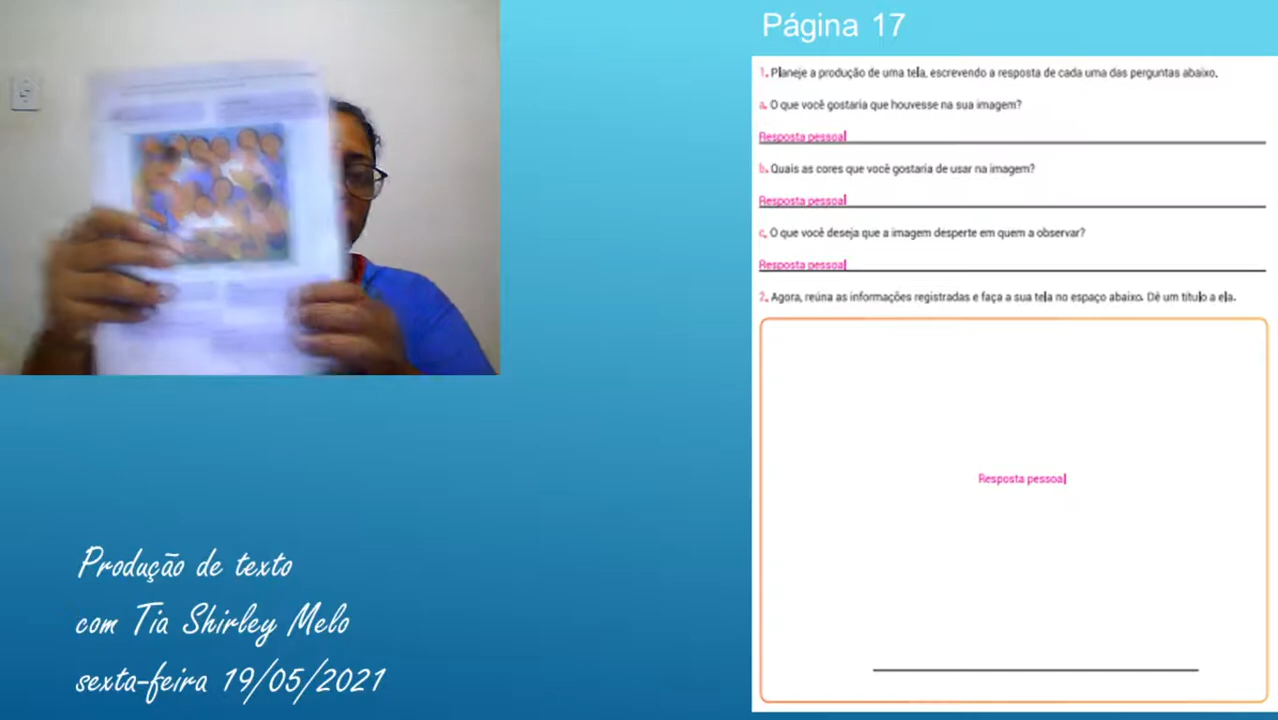 Página 17
1. Planeje a produção de uma tela, escrevendo a resposta de cada uma das perguntas abaixo.
a. O que você gostaria que houvesse na sua imagem?
Resposta pessoal
b. Quais as cores que você gostaria de usar na imagem?
Resposta pessoal
c. O que você deseja que a imagem desperte em quem a observar?
Resposta pessoal
2. Agora, reúna as informações registradas e faça a sua tela no espaço abaixo. Dê um título a ela.
Resposta pessoal
Produção de texto
com Tia Shirley Melo
sexta-feira 19/05/2021